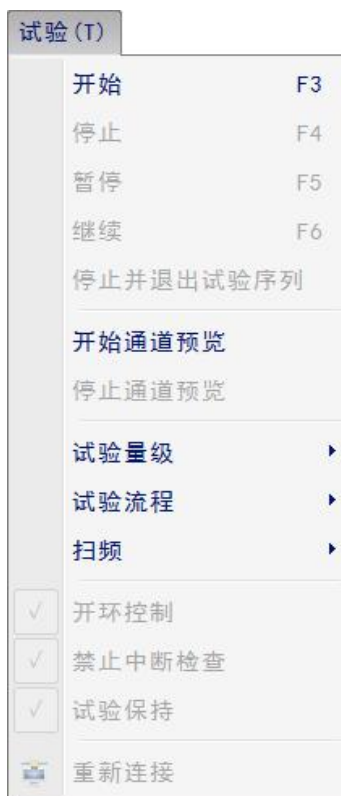 试验(T)
开始 F3
停止 F4
暂停 F5
继续 F6
停止并退出试验序列
开始通道预览
停止通道预览
试验量级
试验流程
扫频
开环控制
禁止中断检查
试验保持
重新连接